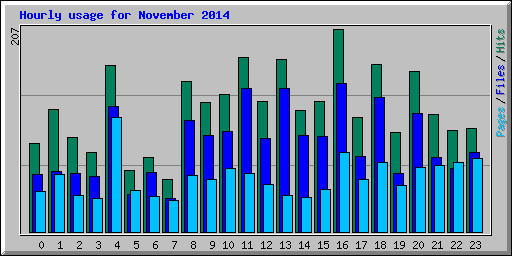 Hourly usage for November 2014
207
Pages / Files / Hits
0 1 2 3 4 5 6 7 8 9 10 11 12 13 14 15 16 17 18 19 20 21 22 23